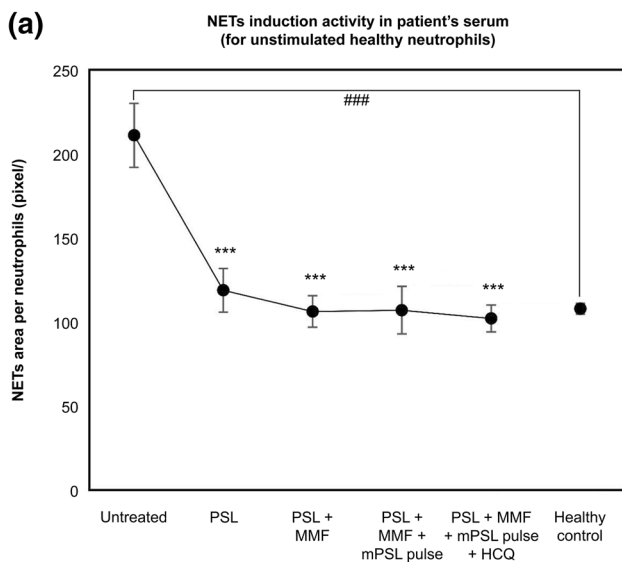 (a)
NETs induction activity in patient's serum
(for unstimulated healthy neutrophils)
NETs area per neutrophils (pixel/)
250
200
150
100
50
0
###
***
***
***
***
Untreated
PSL
PSL +
MMF
PSL +
MMF +
mPSL pulse
PSL + MMF
+ mPSL pulse
+ HCQ
Healthy
control